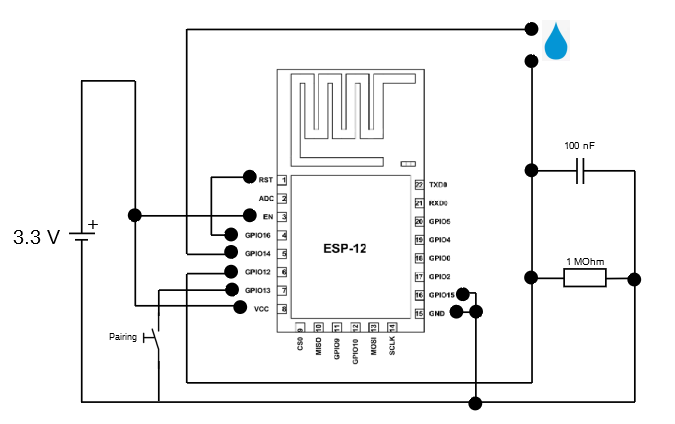 100 nF
RST 1
22 TXD0
ADC 2
21 RXD0
EN 3
20 GPIO5
3.3 V
+
GPIO16 4
19 GPIO4
ESP-12
GPIO14 5
18 GPIO0
1 MOhm
GPIO12 6
17 GPIO2
GPIO13 7
16 GPIO15
VCC 8
15 GND
Pairing
9 10 11 12 13 14
CS0 MISO GPIO9 GPIO10 MOSI SCLK